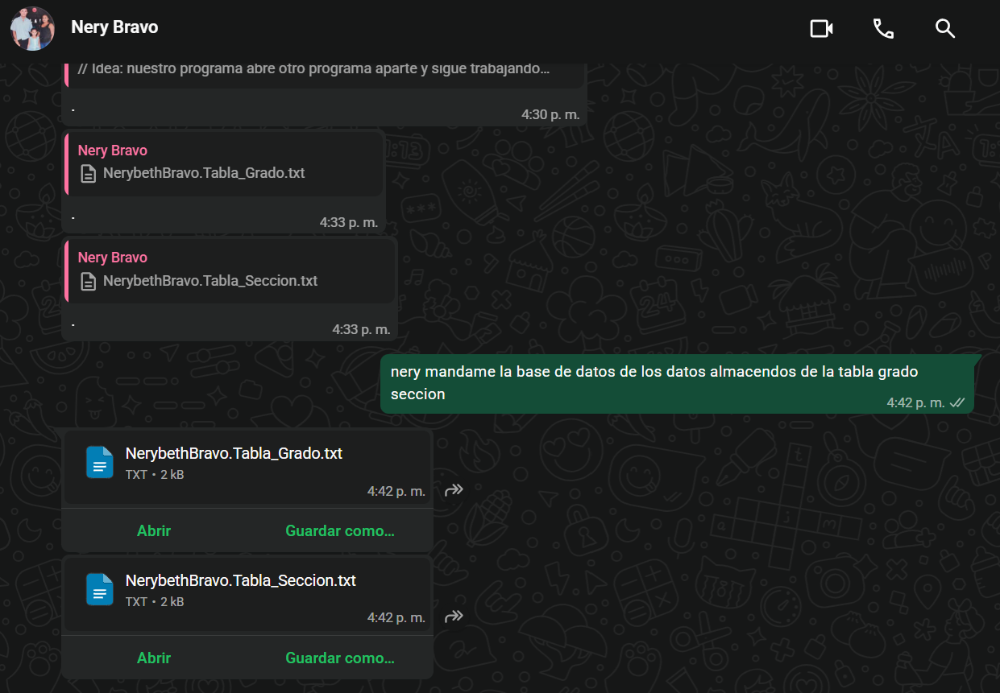 Nery Bravo
// Idea: nuestro programa abre otro programa aparte y sigue trabajando…
.
4:30 p. m.
Nery Bravo
NerybethBravo.Tabla_Grado.txt
.
4:33 p. m.
Nery Bravo
NerybethBravo.Tabla_Seccion.txt
.
4:33 p. m.
nery mandame la base de datos de los datos almacendos de la tabla grado
seccion
4:42 p. m.
NerybethBravo.Tabla_Grado.txt
TXT • 2 kB
4:42 p. m.
Abrir
Guardar como…
NerybethBravo.Tabla_Seccion.txt
TXT • 2 kB
4:42 p. m.
Abrir
Guardar como…